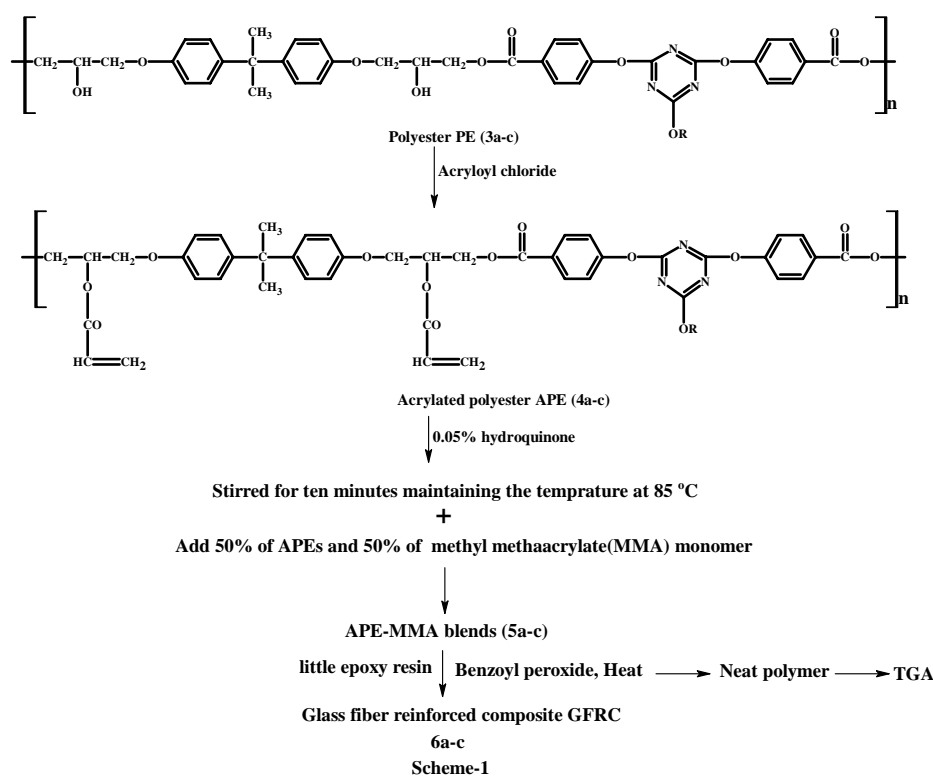 O O
CH₃ N
CH₂—CH—CH₂—O C O—CH₂—CH—CH₂—O—C O O C—O
OH CH₃ OH N N n
OR
Polyester PE (3a-c)
Acryloyl chloride
CH₃ O N O
CH₂—CH—CH₂—O C O—CH₂—CH—CH₂—O—C O O C—O
O CH₃ O N N n
CO CO OR
HC═CH₂ HC═CH₂
Acrylated polyester APE (4a-c)
0.05% hydroquinone
Stirred for ten minutes maintaining the temprature at 85 °C
+
Add 50% of APEs and 50% of methyl methaacrylate(MMA) monomer
APE-MMA blends (5a-c)
little epoxy resin Benzoyl peroxide, Heat Neat polymer TGA
Glass fiber reinforced composite GFRC
6a-c
Scheme-1